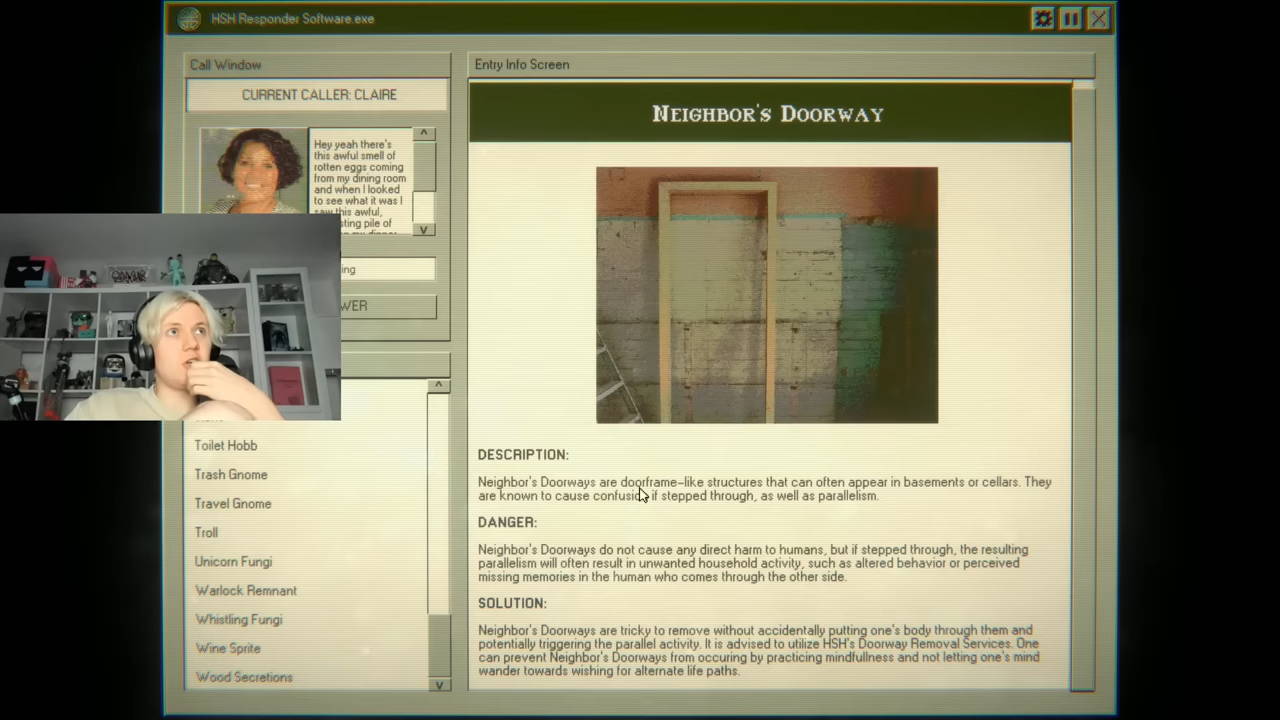 HSH Responder Software.exe
Call Window
CURRENT CALLER: CLAIRE
Hey yeah there's
this awful smell of
rotten eggs coming
from my dining room
and when I looked
to see what it was I
saw this awful,
sting pile of
ing
WER
Toilet Hobb
Trash Gnome
Travel Gnome
Troll
Unicorn Fungi
Warlock Remnant
Whistling Fungi
Wine Sprite
Wood Secretions
Entry Info Screen
Neighbor's Doorway
DESCRIPTION:
Neighbor's Doorways are doorframe-like structures that can often appear in basements or cellars. They
are known to cause confusion if stepped through, as well as parallelism.
DANGER:
Neighbor's Doorways do not cause any direct harm to humans, but if stepped through, the resulting
parallelism will often result in unwanted household activity, such as altered behavior or perceived
missing memories in the human who comes through the other side.
SOLUTION:
Neighbor's Doorways are tricky to remove without accidentally putting one's body through them and
potentially triggering the parallel activity. It is advised to utilize HSH's Doorway Removal Services. One
can prevent Neighbor's Doorways from occuring by practicing mindfullness and not letting one's mind
wander towards wishing for alternate life paths.